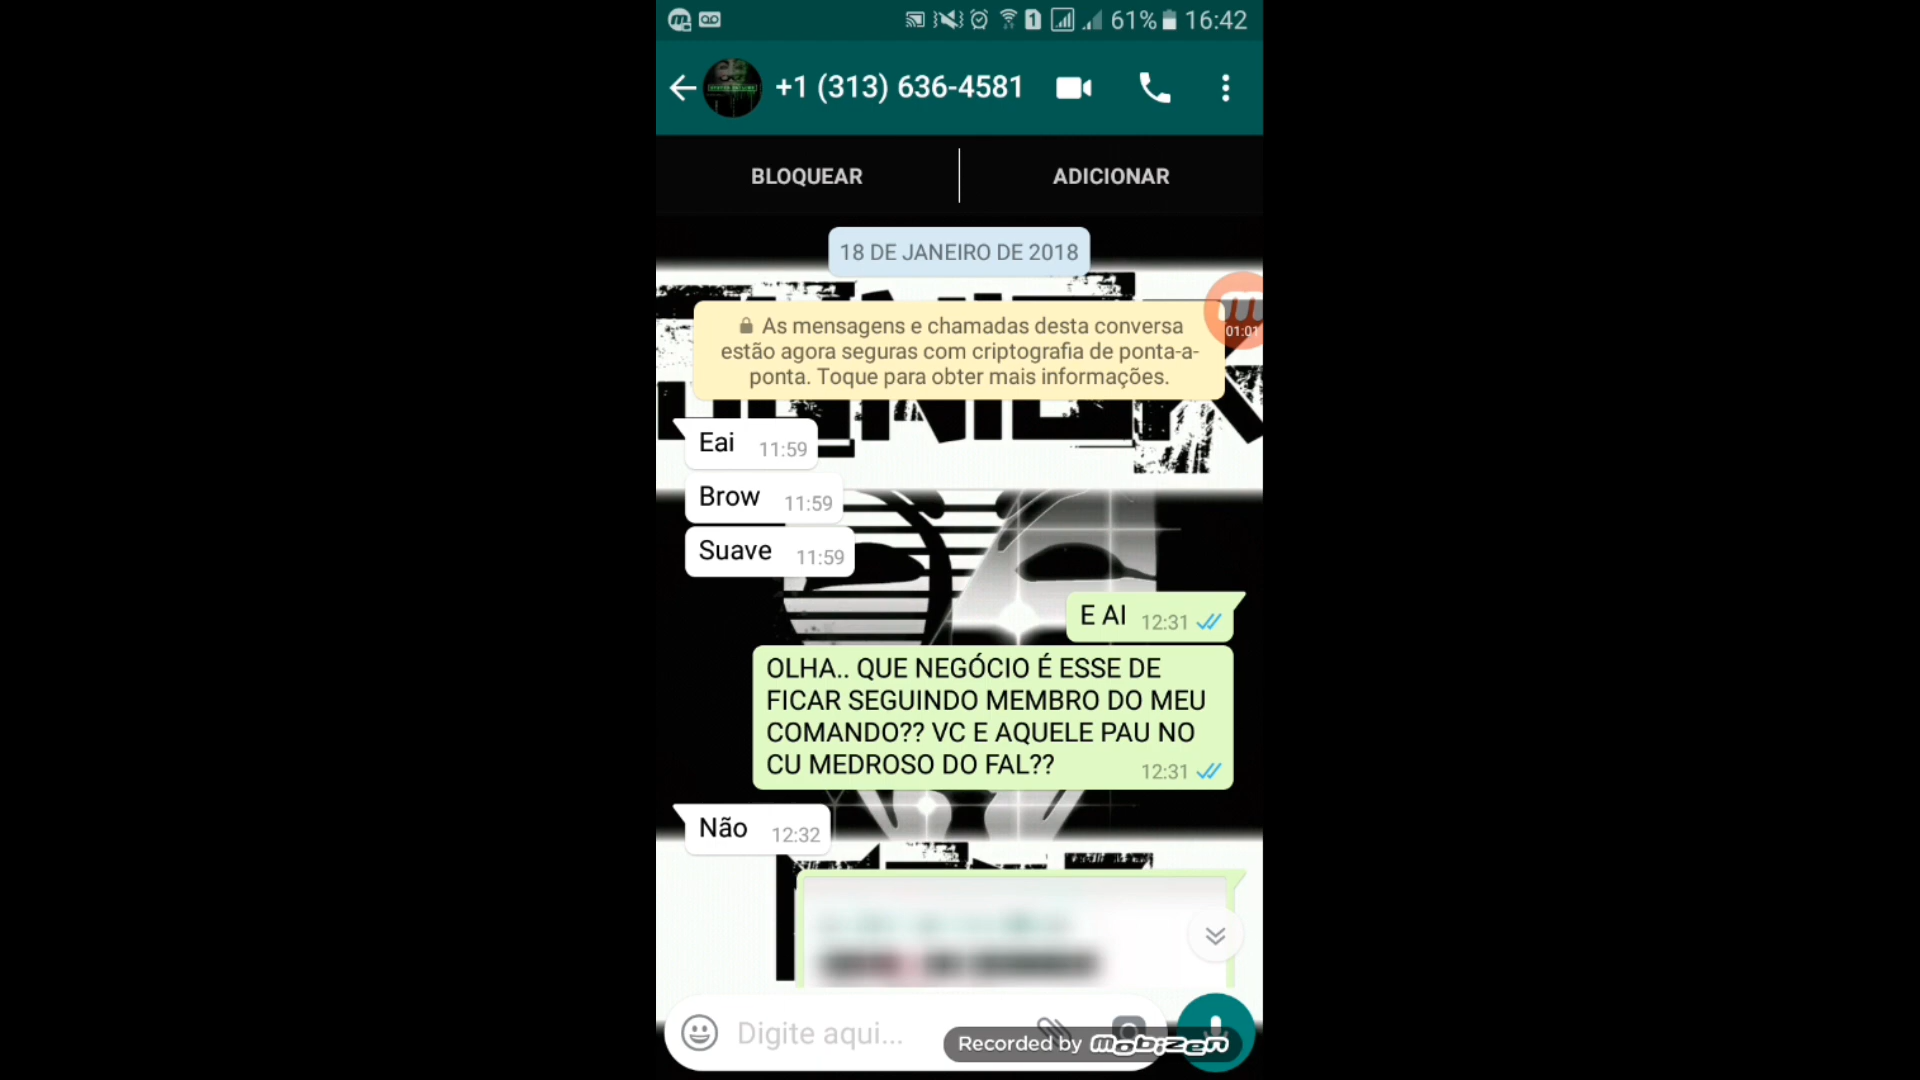 61% 16:42
+1 (313) 636-4581
BLOQUEAR
ADICIONAR
18 DE JANEIRO DE 2018
As mensagens e chamadas desta conversa
estão agora seguras com criptografia de ponta-a-
ponta. Toque para obter mais informações.
01:01
Eai 11:59
Brow 11:59
Suave 11:59
E AI 12:31
OLHA.. QUE NEGÓCIO É ESSE DE
FICAR SEGUINDO MEMBRO DO MEU
COMANDO?? VC E AQUELE PAU NO
CU MEDROSO DO FAL??
12:31
Não 12:32
Digite aqui...
Recorded by mobizen